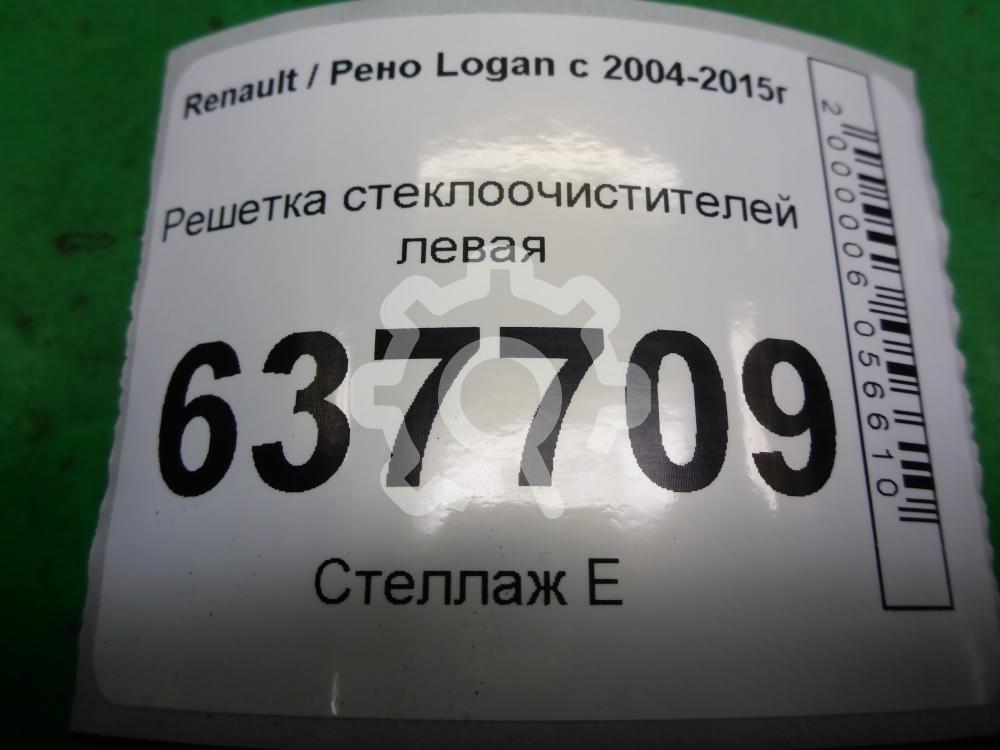 Renault / Рено Logan с 2004-2015г
Решетка стеклоочистителей
левая
637709
Стеллаж Е
2000006056610